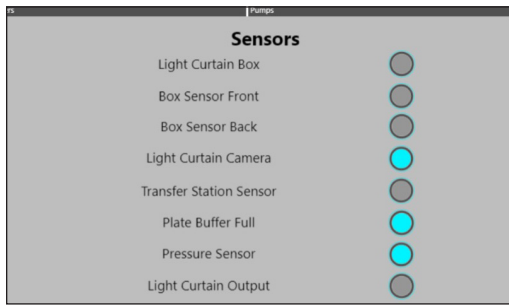 rs
Pumps
Sensors
Light Curtain Box
Box Sensor Front
Box Sensor Back
Light Curtain Camera
Transfer Station Sensor
Plate Buffer Full
Pressure Sensor
Light Curtain Output